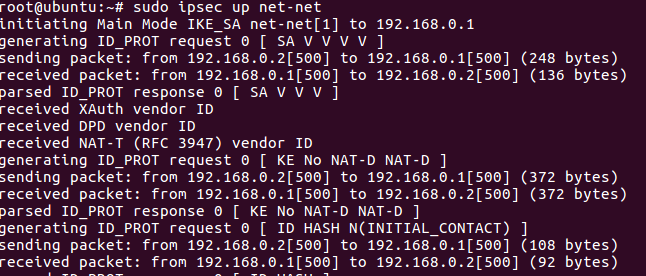 root@ubuntu:~# sudo ipsec up net-net
initiating Main Mode IKE_SA net-net[1] to 192.168.0.1
generating ID_PROT request 0 [ SA V V V V ]
sending packet: from 192.168.0.2[500] to 192.168.0.1[500] (248 bytes)
received packet: from 192.168.0.1[500] to 192.168.0.2[500] (136 bytes)
parsed ID_PROT response 0 [ SA V V V ]
received XAuth vendor ID
received DPD vendor ID
received NAT-T (RFC 3947) vendor ID
generating ID_PROT request 0 [ KE No NAT-D NAT-D ]
sending packet: from 192.168.0.2[500] to 192.168.0.1[500] (372 bytes)
received packet: from 192.168.0.1[500] to 192.168.0.2[500] (372 bytes)
parsed ID_PROT response 0 [ KE No NAT-D NAT-D ]
generating ID_PROT request 0 [ ID HASH N(INITIAL_CONTACT) ]
sending packet: from 192.168.0.2[500] to 192.168.0.1[500] (108 bytes)
received packet: from 192.168.0.1[500] to 192.168.0.2[500] (92 bytes)